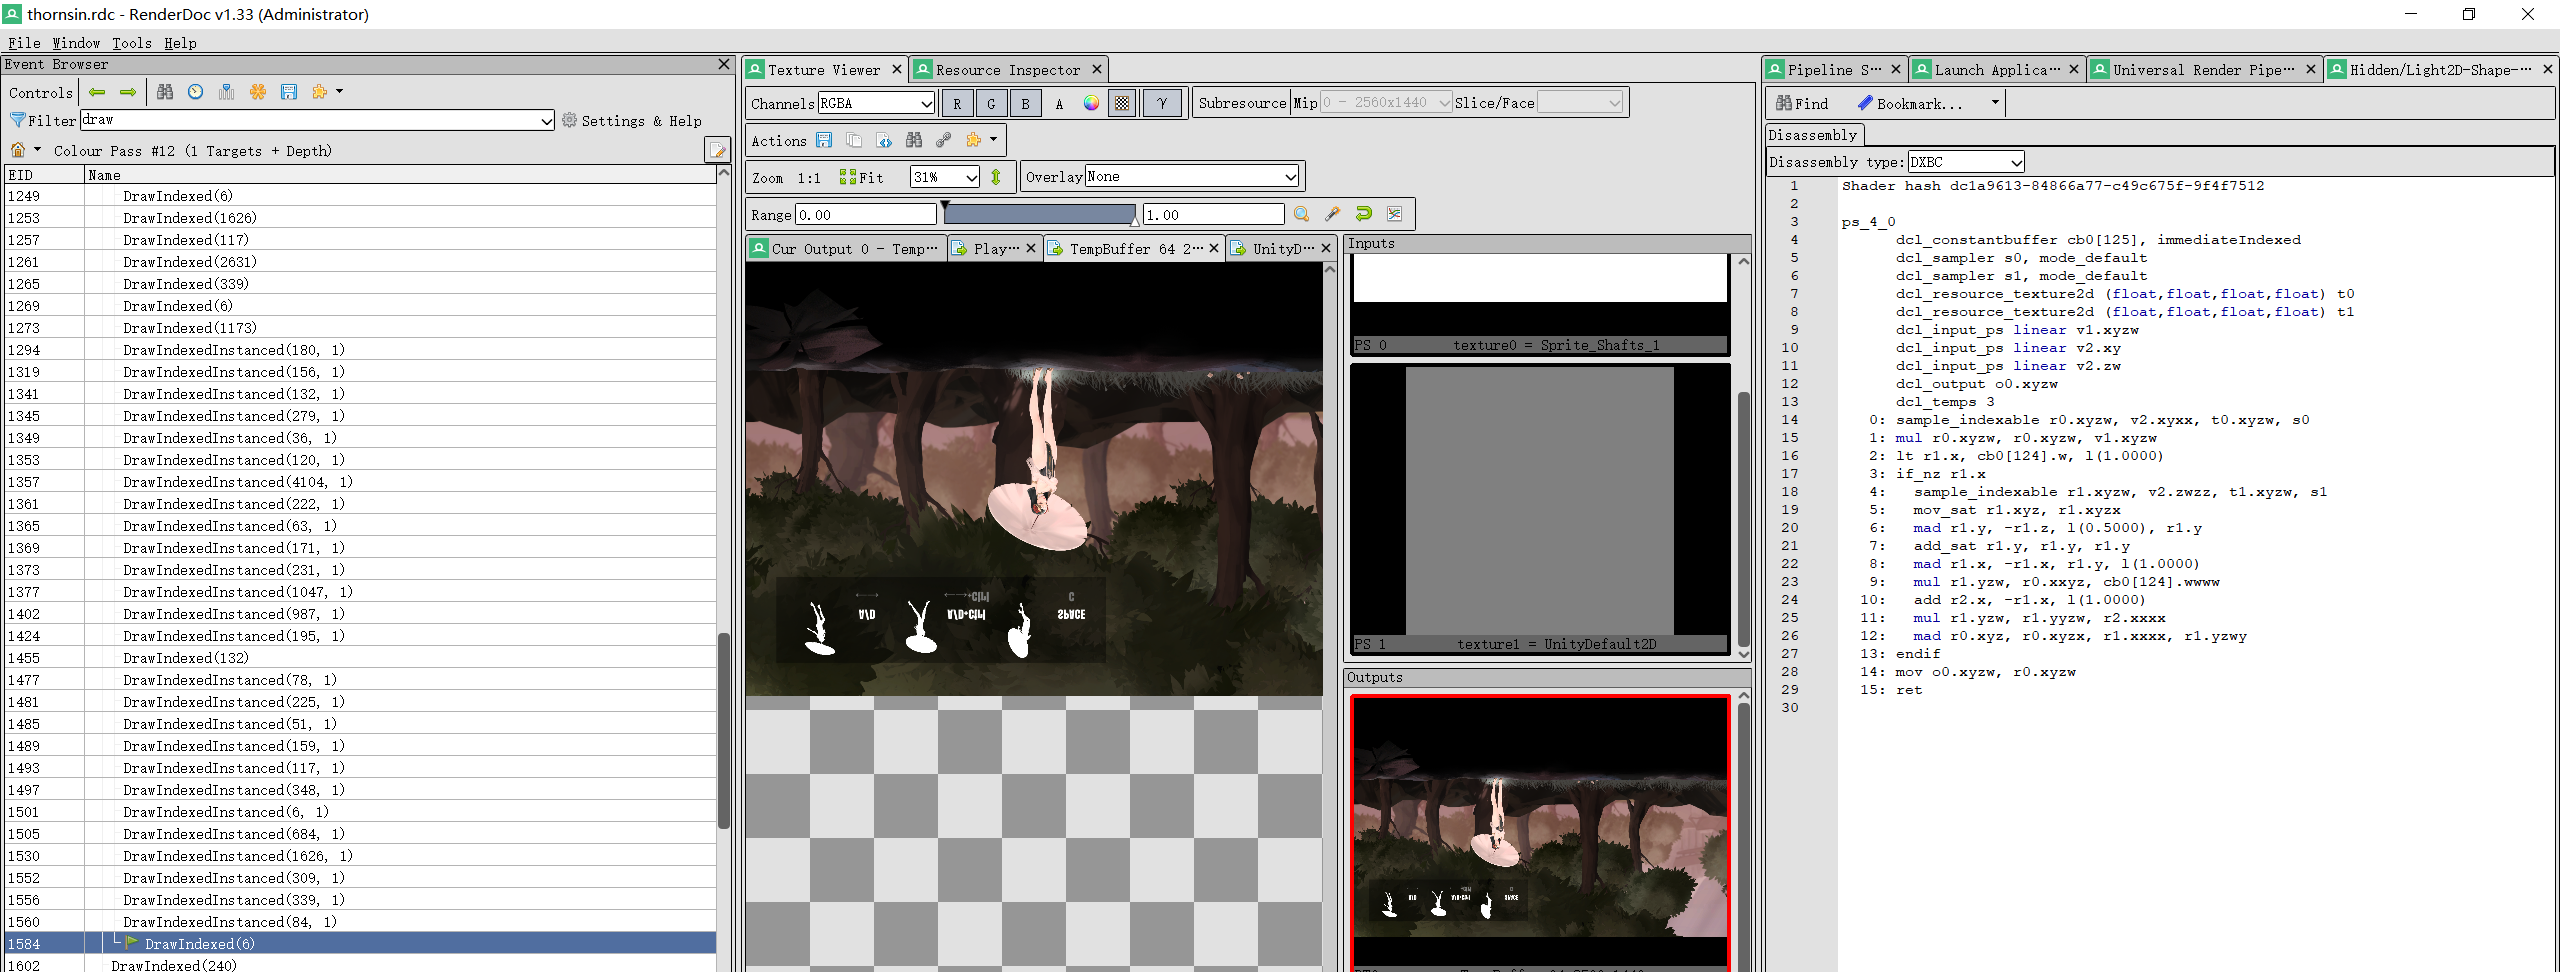 thornsin.rdc - RenderDoc v1.33 (Administrator)
File Window Tools Help
Event Browser
Controls
Filter draw Settings & Help
Colour Pass #12 (1 Targets + Depth)
EID Name
1249 DrawIndexed(6)
1253 DrawIndexed(1626)
1257 DrawIndexed(117)
1261 DrawIndexed(2631)
1265 DrawIndexed(339)
1269 DrawIndexed(6)
1273 DrawIndexed(1173)
1294 DrawIndexedInstanced(180, 1)
1319 DrawIndexedInstanced(156, 1)
1341 DrawIndexedInstanced(132, 1)
1345 DrawIndexedInstanced(279, 1)
1349 DrawIndexedInstanced(36, 1)
1353 DrawIndexedInstanced(120, 1)
1357 DrawIndexedInstanced(4104, 1)
1361 DrawIndexedInstanced(222, 1)
1365 DrawIndexedInstanced(63, 1)
1369 DrawIndexedInstanced(171, 1)
1373 DrawIndexedInstanced(231, 1)
1377 DrawIndexedInstanced(1047, 1)
1402 DrawIndexedInstanced(987, 1)
1424 DrawIndexedInstanced(195, 1)
1455 DrawIndexed(132)
1477 DrawIndexedInstanced(78, 1)
1481 DrawIndexedInstanced(225, 1)
1485 DrawIndexedInstanced(51, 1)
1489 DrawIndexedInstanced(159, 1)
1493 DrawIndexedInstanced(117, 1)
1497 DrawIndexedInstanced(348, 1)
1501 DrawIndexedInstanced(6, 1)
1505 DrawIndexedInstanced(684, 1)
1530 DrawIndexedInstanced(1626, 1)
1552 DrawIndexedInstanced(309, 1)
1556 DrawIndexedInstanced(339, 1)
1560 DrawIndexedInstanced(84, 1)
1584 DrawIndexed(6)
1602 DrawIndexed(240)
Texture Viewer Resource Inspector
Channels RGBA R G B A γ Subresource Mip 0 - 2560x1440 Slice/Face
Actions
Zoom 1:1 Fit 31% Overlay None
Range 0.00 1.00
Cur Output 0 - Temp··· Play··· TempBuffer 64 2··· UnityD···
A/D A/D+Ctrl SPACE
Ctrl C
Inputs
PS 0 texture0 = Sprite_Shafts_1
PS 1 texture1 = UnityDefault2D
Outputs
Pipeline S··· Launch Applica··· Universal Render Pipe··· Hidden/Light2D-Shape-···
Find Bookmark...
Disassembly
Disassembly type: DXBC
1 Shader hash dc1a9613-84866a77-c49c675f-9f4f7512
2
3 ps_4_0
4 dcl_constantbuffer cb0[125], immediateIndexed
5 dcl_sampler s0, mode_default
6 dcl_sampler s1, mode_default
7 dcl_resource_texture2d (float,float,float,float) t0
8 dcl_resource_texture2d (float,float,float,float) t1
9 dcl_input_ps linear v1.xyzw
10 dcl_input_ps linear v2.xy
11 dcl_input_ps linear v2.zw
12 dcl_output o0.xyzw
13 dcl_temps 3
14 0: sample_indexable r0.xyzw, v2.xyxx, t0.xyzw, s0
15 1: mul r0.xyzw, r0.xyzw, v1.xyzw
16 2: lt r1.x, cb0[124].w, l(1.0000)
17 3: if_nz r1.x
18 4: sample_indexable r1.xyzw, v2.zwzz, t1.xyzw, s1
19 5: mov_sat r1.xyz, r1.xyzx
20 6: mad r1.y, -r1.z, l(0.5000), r1.y
21 7: add_sat r1.y, r1.y, r1.y
22 8: mad r1.x, -r1.x, r1.y, l(1.0000)
23 9: mul r1.yzw, r0.xxyz, cb0[124].wwww
24 10: add r2.x, -r1.x, l(1.0000)
25 11: mul r1.yzw, r1.yyzw, r2.xxxx
26 12: mad r0.xyz, r0.xyzx, r1.xxxx, r1.yzwy
27 13: endif
28 14: mov o0.xyzw, r0.xyzw
29 15: ret
30